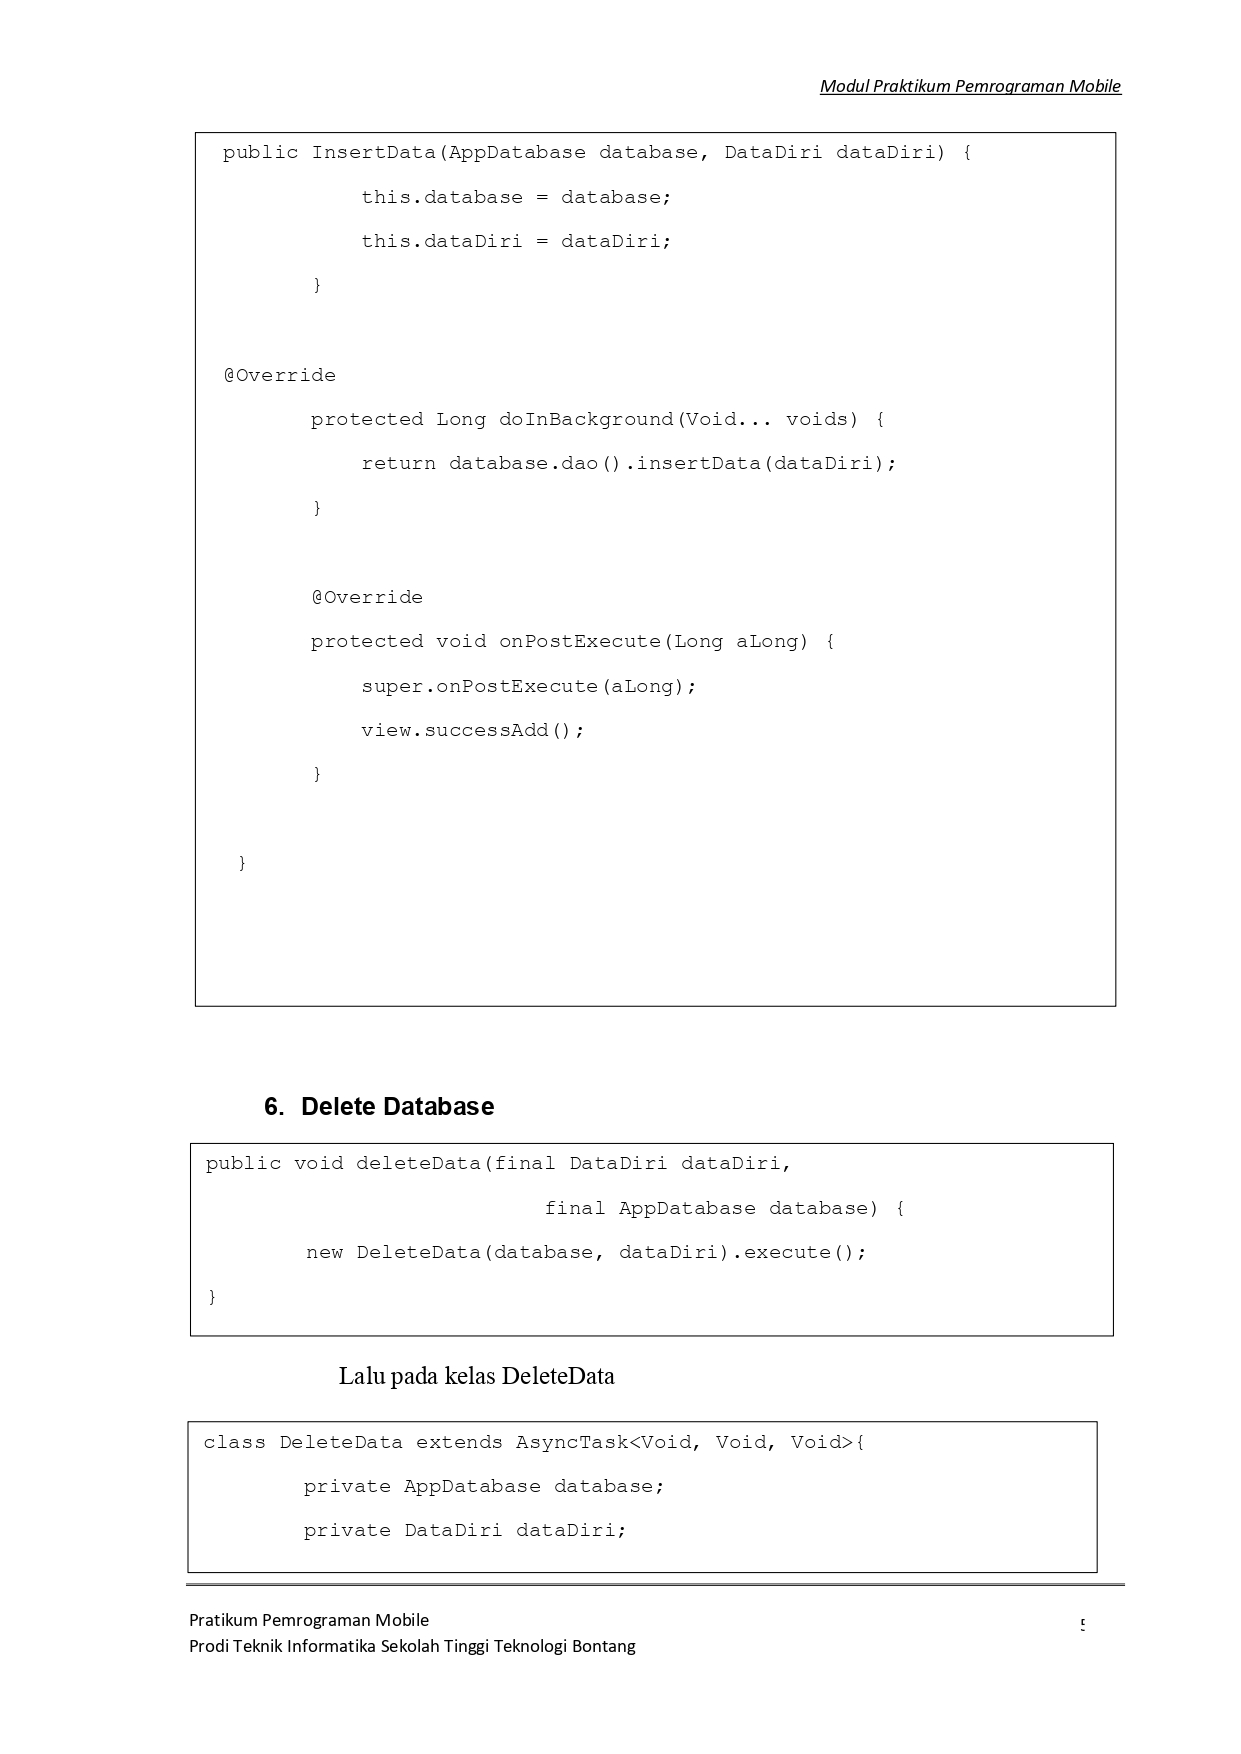 Modul Praktikum Pemrograman Mobile
public InsertData(AppDatabase database, DataDiri dataDiri) {
this.database = database;
this.dataDiri = dataDiri;
}
@Override
protected Long doInBackground(Void... voids) {
return database.dao().insertData(dataDiri);
}
@Override
protected void onPostExecute(Long aLong) {
super.onPostExecute(aLong);
view.successAdd();
}
}
6. Delete Database
public void deleteData(final DataDiri dataDiri,
final AppDatabase database) {
new DeleteData(database, dataDiri).execute();
}
Lalu pada kelas DeleteData
class DeleteData extends AsyncTask<Void, Void, Void>{
private AppDatabase database;
private DataDiri dataDiri;
Pratikum Pemrograman Mobile
Prodi Teknik Informatika Sekolah Tinggi Teknologi Bontang